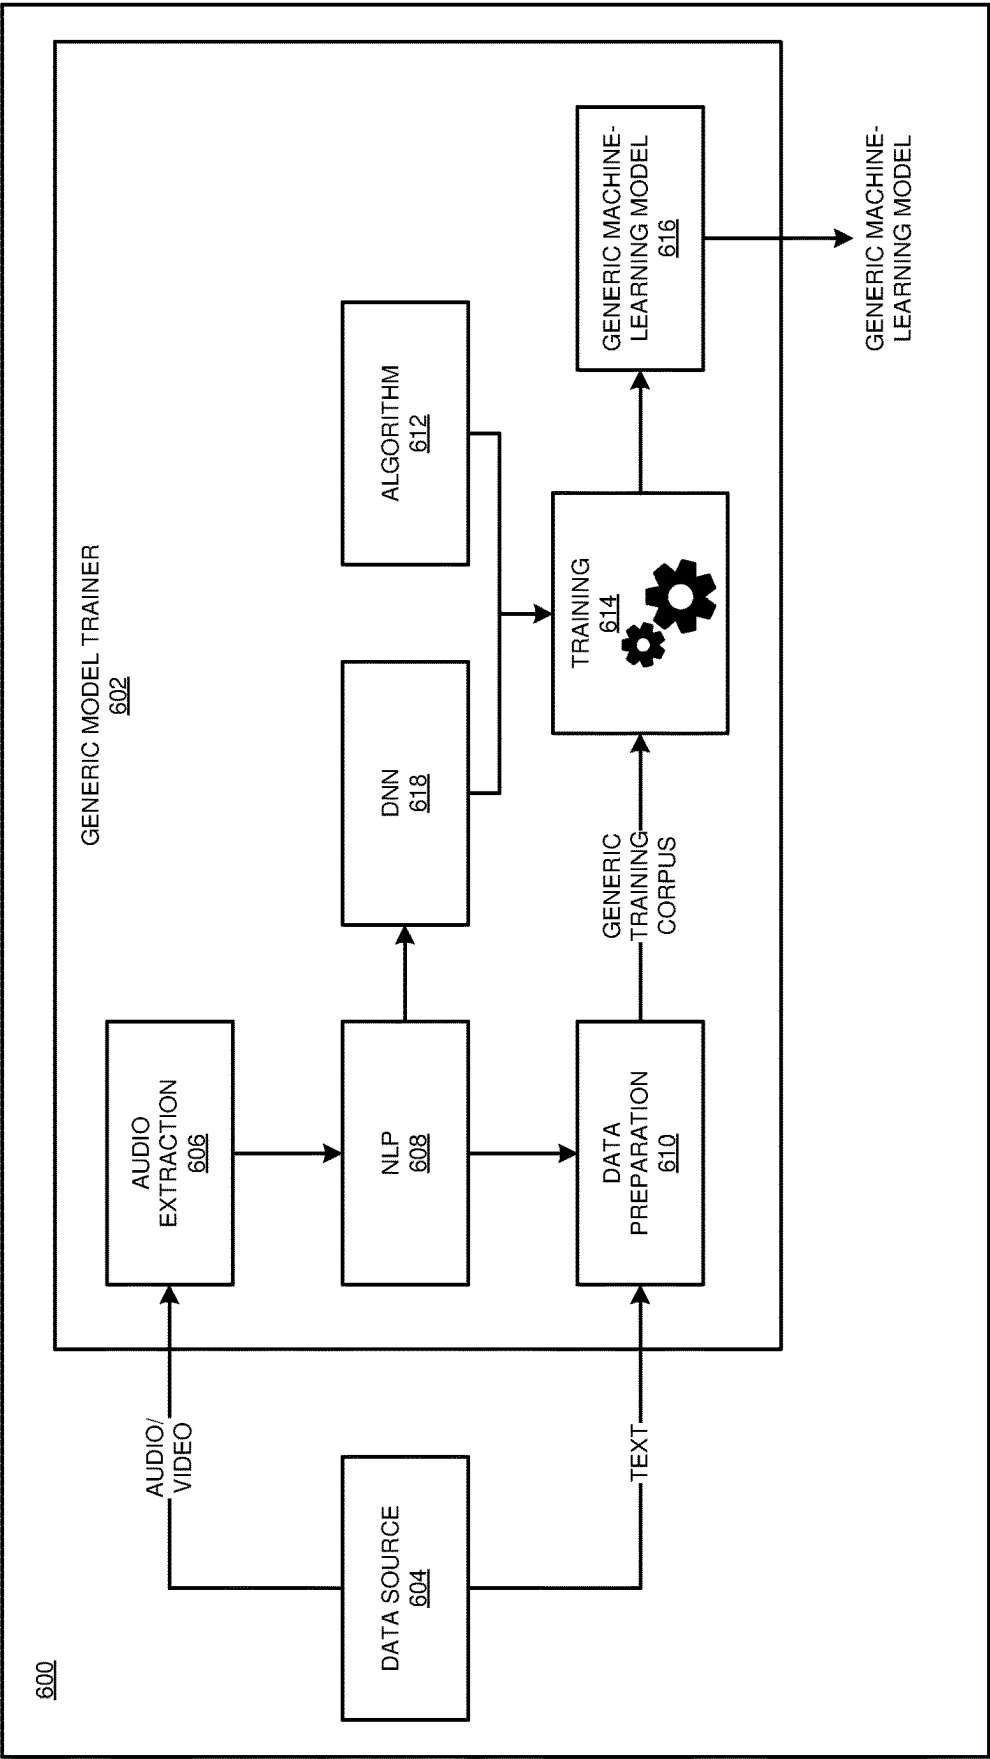 600
GENERIC MODEL TRAINER
602
DATA SOURCE
604
AUDIO/
VIDEO
TEXT
AUDIO
EXTRACTION
606
NLP
608
DATA
PREPARATION
610
DNN
618
ALGORITHM
612
GENERIC
TRAINING
CORPUS
TRAINING
614
GENERIC MACHINE-
LEARNING MODEL
616
GENERIC MACHINE-
LEARNING MODEL